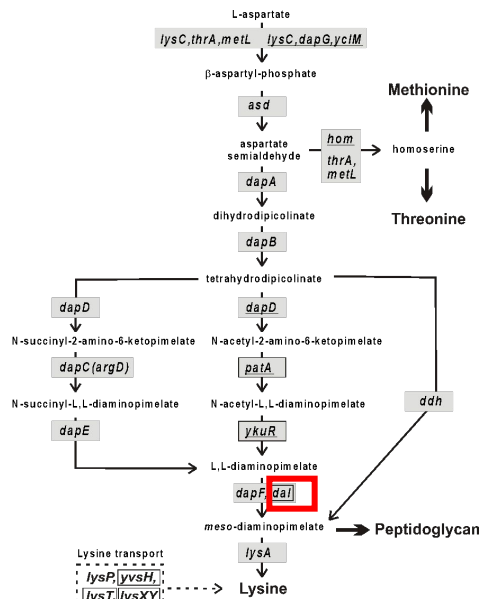 L-aspartate
lysC,thrA,metL lysC,dapG,yclM
β-aspartyl-phosphate
Methionine
asd
hom
aspartate
semialdehyde
homoserine
thrA,
metL
dapA
dihydrodipicolinate
Threonine
dapB
tetrahydrodipicolinate
dapD dapD
N-succinyl-2-amino-6-ketopimelate N-acetyl-2-amino-6-ketopimelate
dapC(argD) patA
N-succinyl-L,L-diaminopimelate N-acetyl-L,L-diaminopimelate
ddh
dapE ykuR
L,L-diaminopimelate
dapF, dal
meso-diaminopimelate Peptidoglycan
Lysine transport
lysA
lysP, yvsH,
Lysine
lysT, lysXY